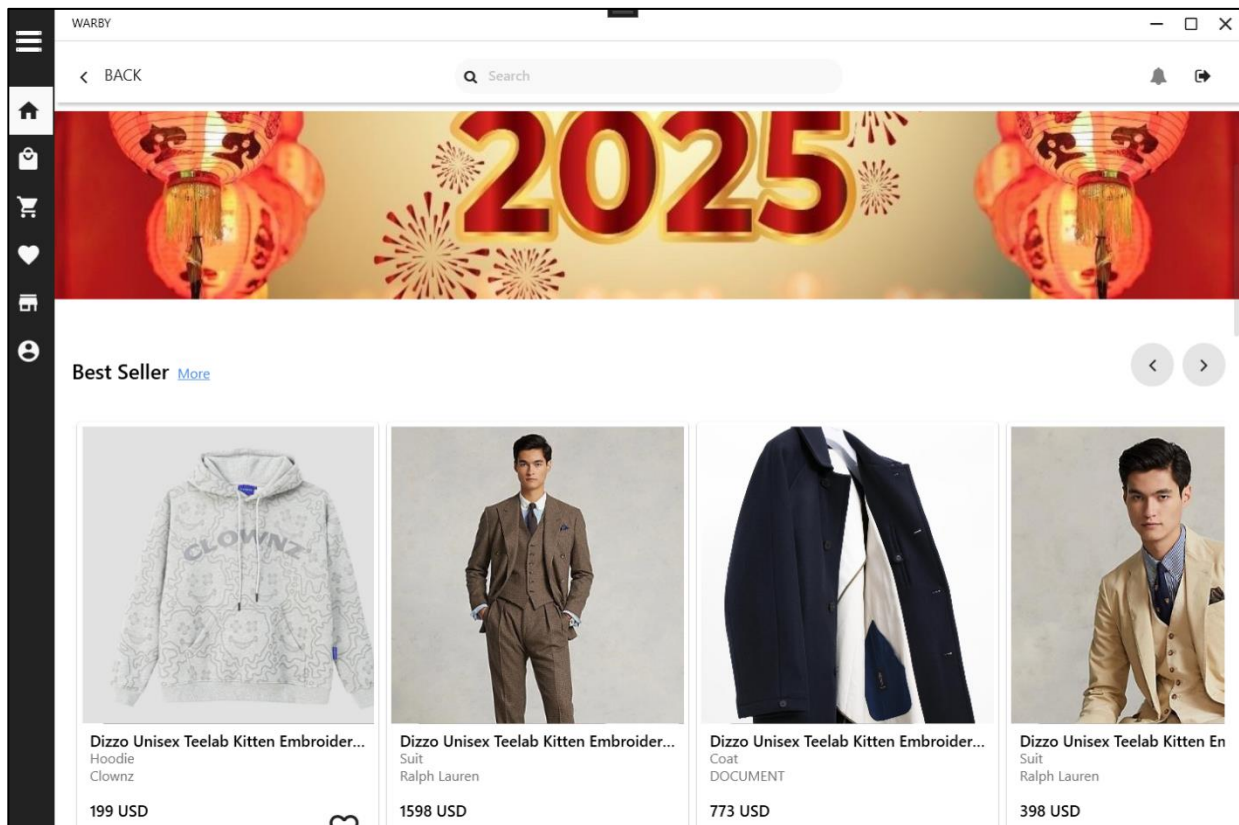 WARBY
BACK
Search
2025
Best Seller More
CLOWNZ
Dizzo Unisex Teelab Kitten Embroider...
Hoodie
Clownz
199 USD
Dizzo Unisex Teelab Kitten Embroider...
Suit
Ralph Lauren
1598 USD
Dizzo Unisex Teelab Kitten Embroider...
Coat
DOCUMENT
773 USD
Dizzo Unisex Teelab Kitten En
Suit
Ralph Lauren
398 USD